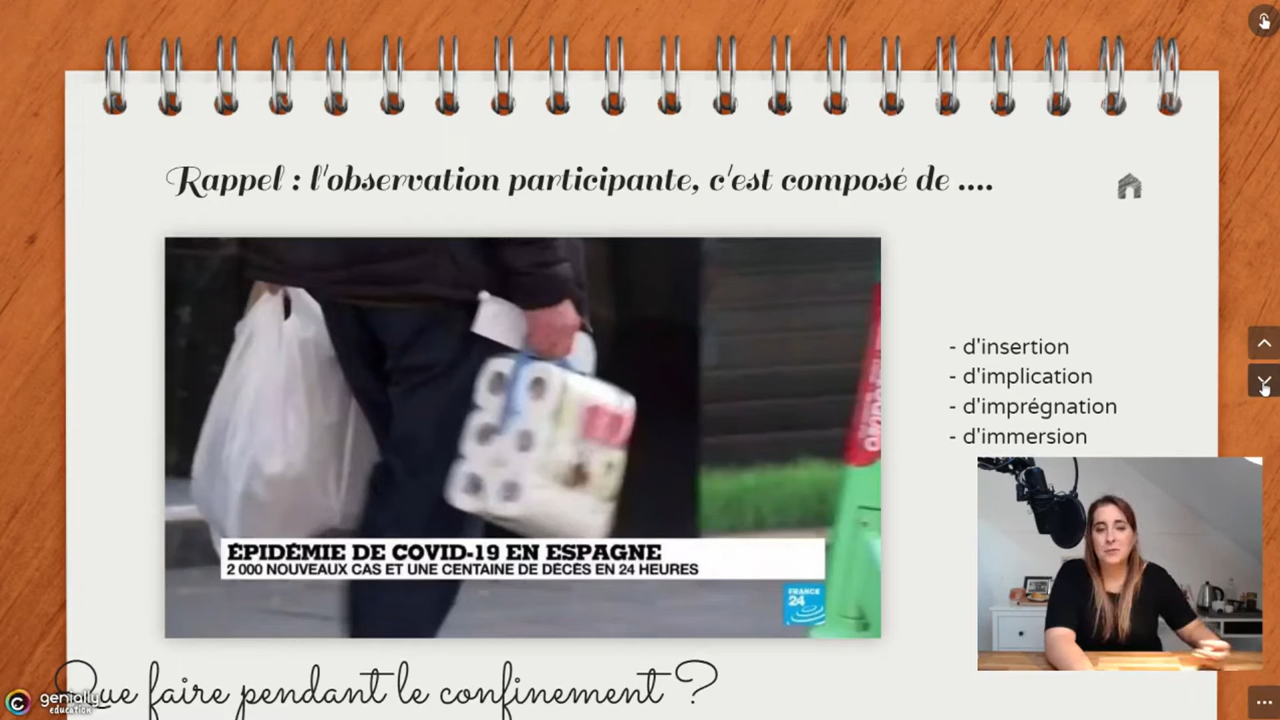 Rappel : l'observation participante, c'est composé de ....
- d'insertion
- d'implication
- d'imprégnation
- d'immersion
ÉPIDÉMIE DE COVID-19 EN ESPAGNE
2 000 NOUVEAUX CAS ET UNE CENTAINE DE DÉCÈS EN 24 HEURES
FRANCE
24
Que faire pendant le confinement ?
genially
education